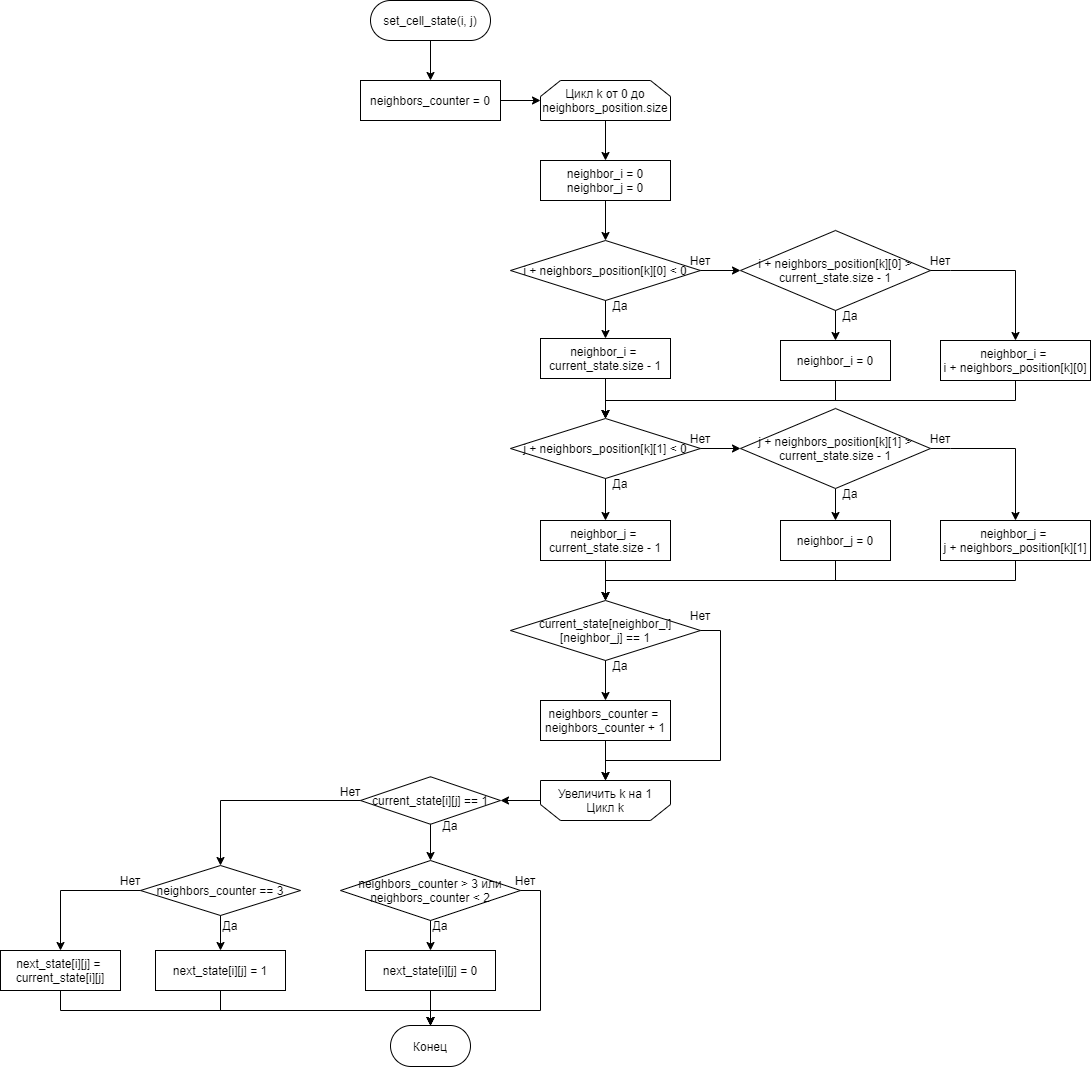 set_cell_state(i, j)
neighbors_counter = 0
Цикл k от 0 до
neighbors_position.size
neighbor_i = 0
neighbor_j = 0
i + neighbors_position[k][0] < 0
Нет
Да
i + neighbors_position[k][0] >
current_state.size - 1
Нет
Да
neighbor_i =
current_state.size - 1
neighbor_i = 0
neighbor_i =
i + neighbors_position[k][0]
j + neighbors_position[k][1] < 0
Нет
Да
j + neighbors_position[k][1] >
current_state.size - 1
Нет
Да
neighbor_j =
current_state.size - 1
neighbor_j = 0
neighbor_j =
j + neighbors_position[k][1]
current_state[neighbor_i]
[neighbor_j] == 1
Нет
Да
neighbors_counter =
neighbors_counter + 1
Увеличить k на 1
Цикл k
current_state[i][j] == 1
Нет
Да
neighbors_counter == 3
Нет
Да
neighbors_counter > 3 или
neighbors_counter < 2
Нет
Да
next_state[i][j] =
current_state[i][j]
next_state[i][j] = 1
next_state[i][j] = 0
Конец